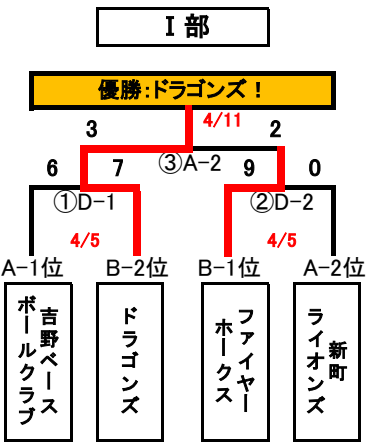 Ⅰ部
優勝:ドラゴンズ!
3 4/11 2
6 7 ③A-2 9 0
①D-1 ②D-2
4/5 4/5
A-1位 B-2位 B-1位 A-2位
吉野ベース
ボールクラブ
ドラゴンズ
ファイヤー
ホークス
新町
ライオンズ